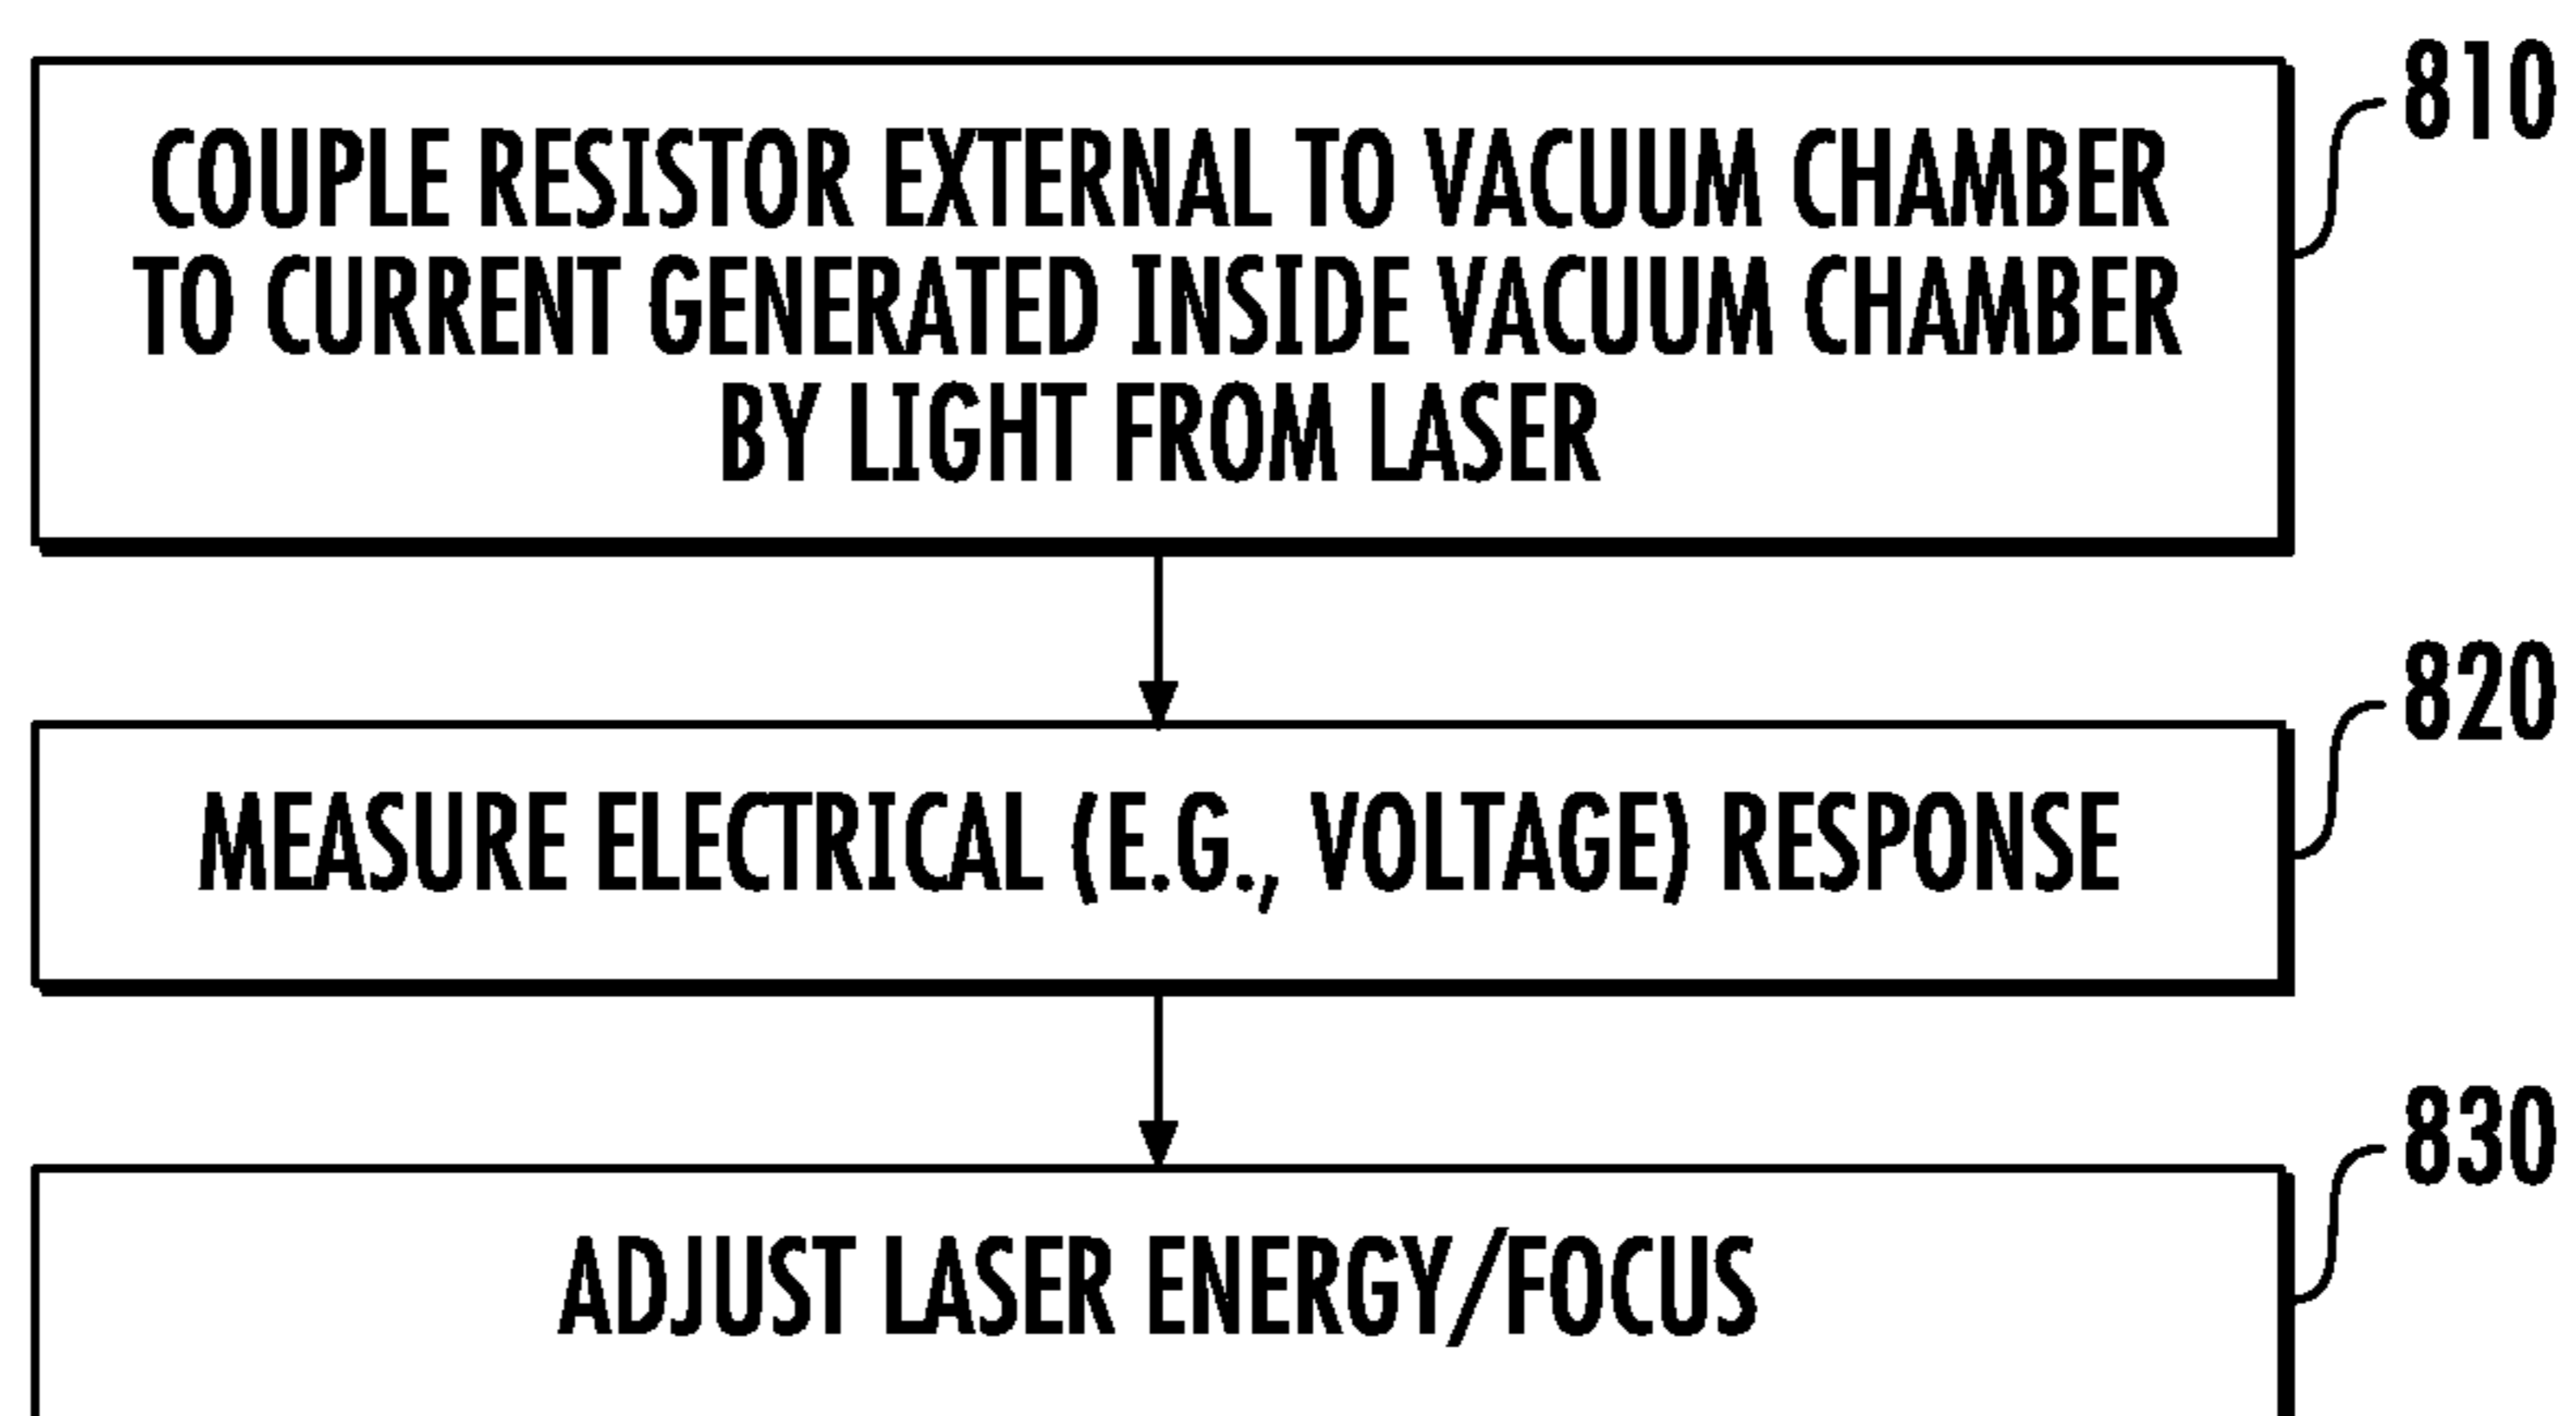 810
COUPLE RESISTOR EXTERNAL TO VACUUM CHAMBER
TO CURRENT GENERATED INSIDE VACUUM CHAMBER
BY LIGHT FROM LASER
820
MEASURE ELECTRICAL (E.G., VOLTAGE) RESPONSE
830
ADJUST LASER ENERGY/FOCUS